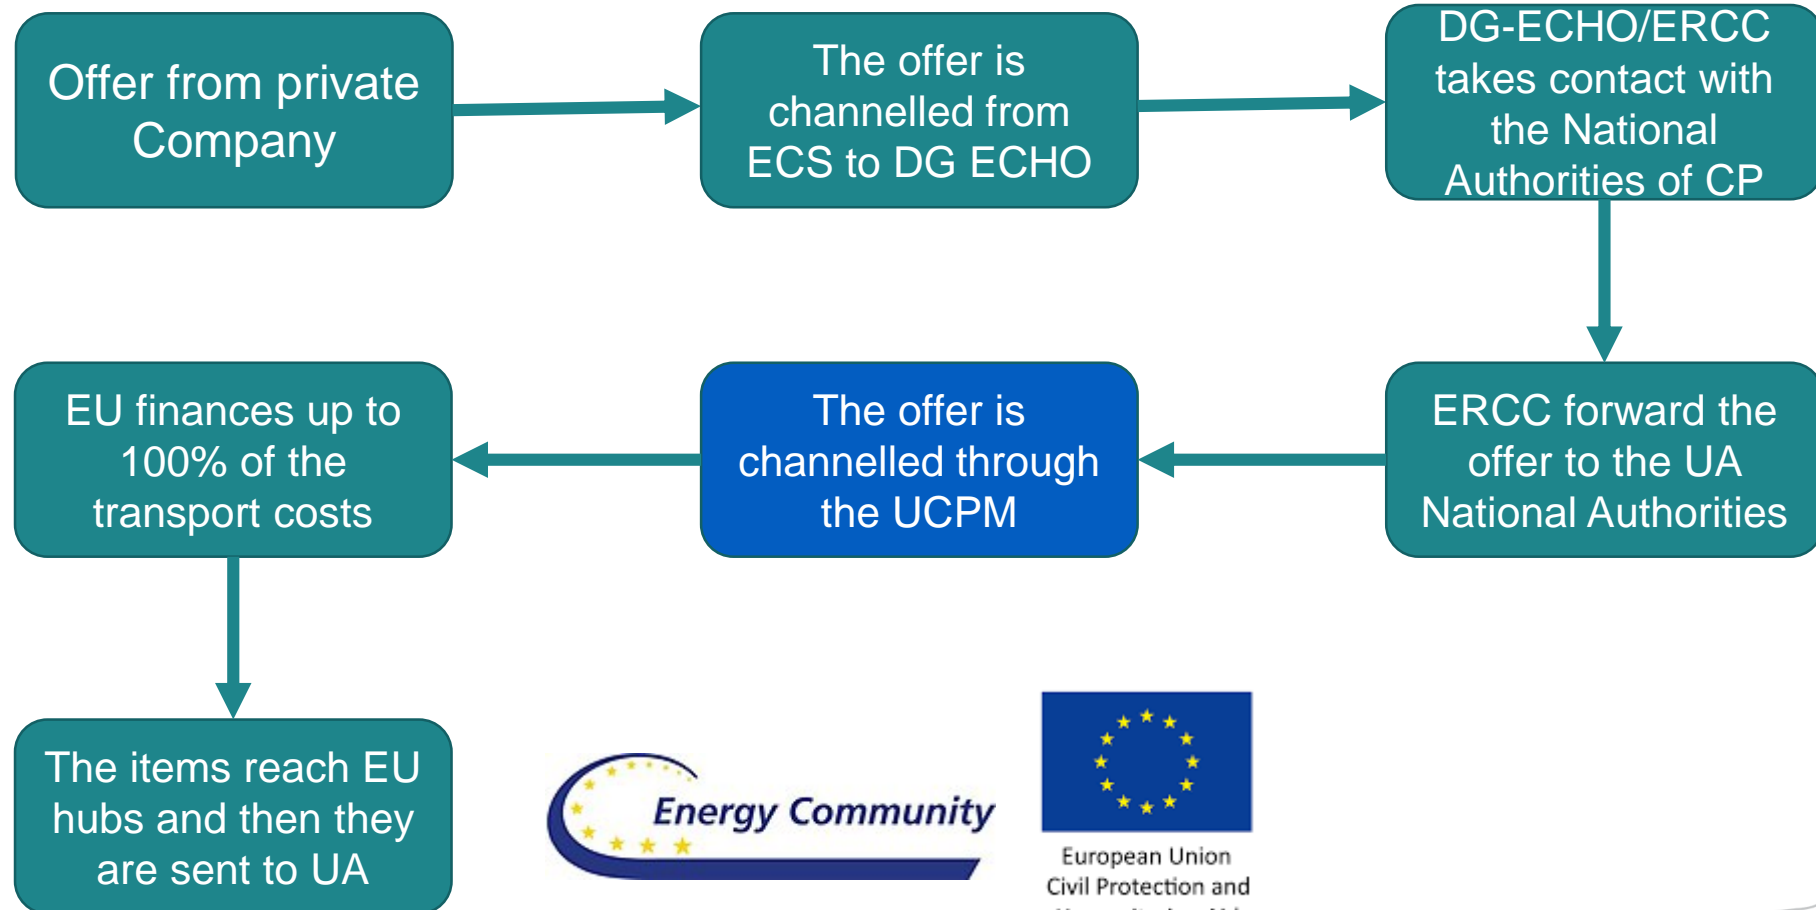 Offer from private
Company
The offer is
channelled from
ECS to DG ECHO
DG-ECHO/ERCC
takes contact with
the National
Authorities of CP
EU finances up to
100% of the
transport costs
The offer is
channelled through
the UCPM
ERCC forward the
offer to the UA
National Authorities
The items reach EU
hubs and then they
are sent to UA
Energy Community
European Union
Civil Protection and